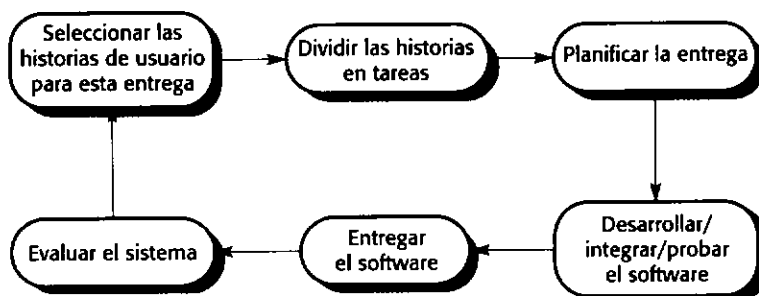 Seleccionar las
historias de usuario
para esta entrega
Dividir las historias
en tareas
Planificar la entrega
Evaluar el sistema
Entregar
el software
Desarrollar/
integrar/probar
el software